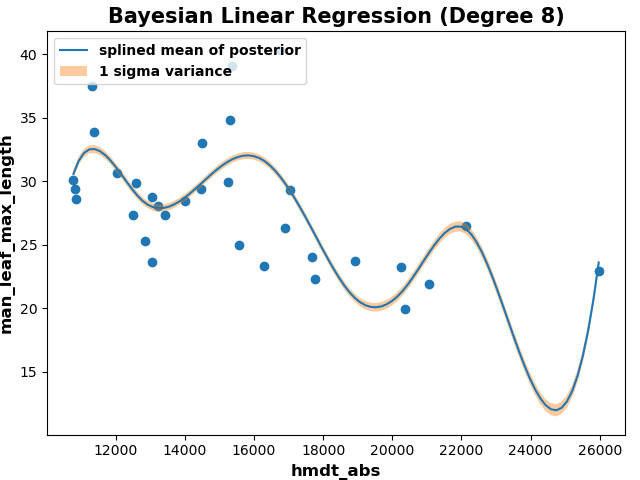 Bayesian Linear Regression (Degree 8)
splined mean of posterior
1 sigma variance
man_leaf_max_length
40
35
30
25
20
15
12000 14000 16000 18000 20000 22000 24000 26000
hmdt_abs